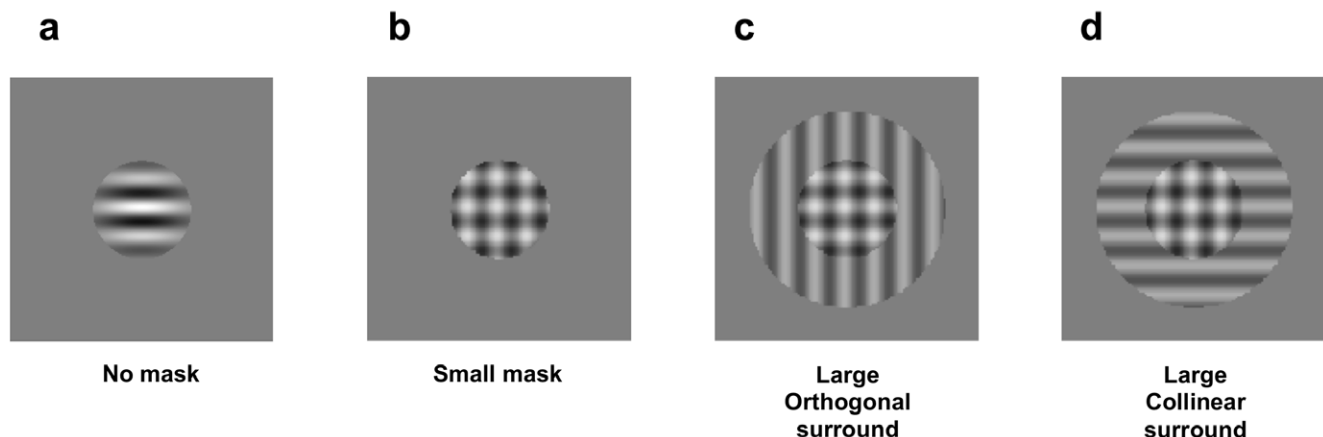 a
b
c
d
No mask
Small mask
Large
Orthogonal
surround
Large
Collinear
surround